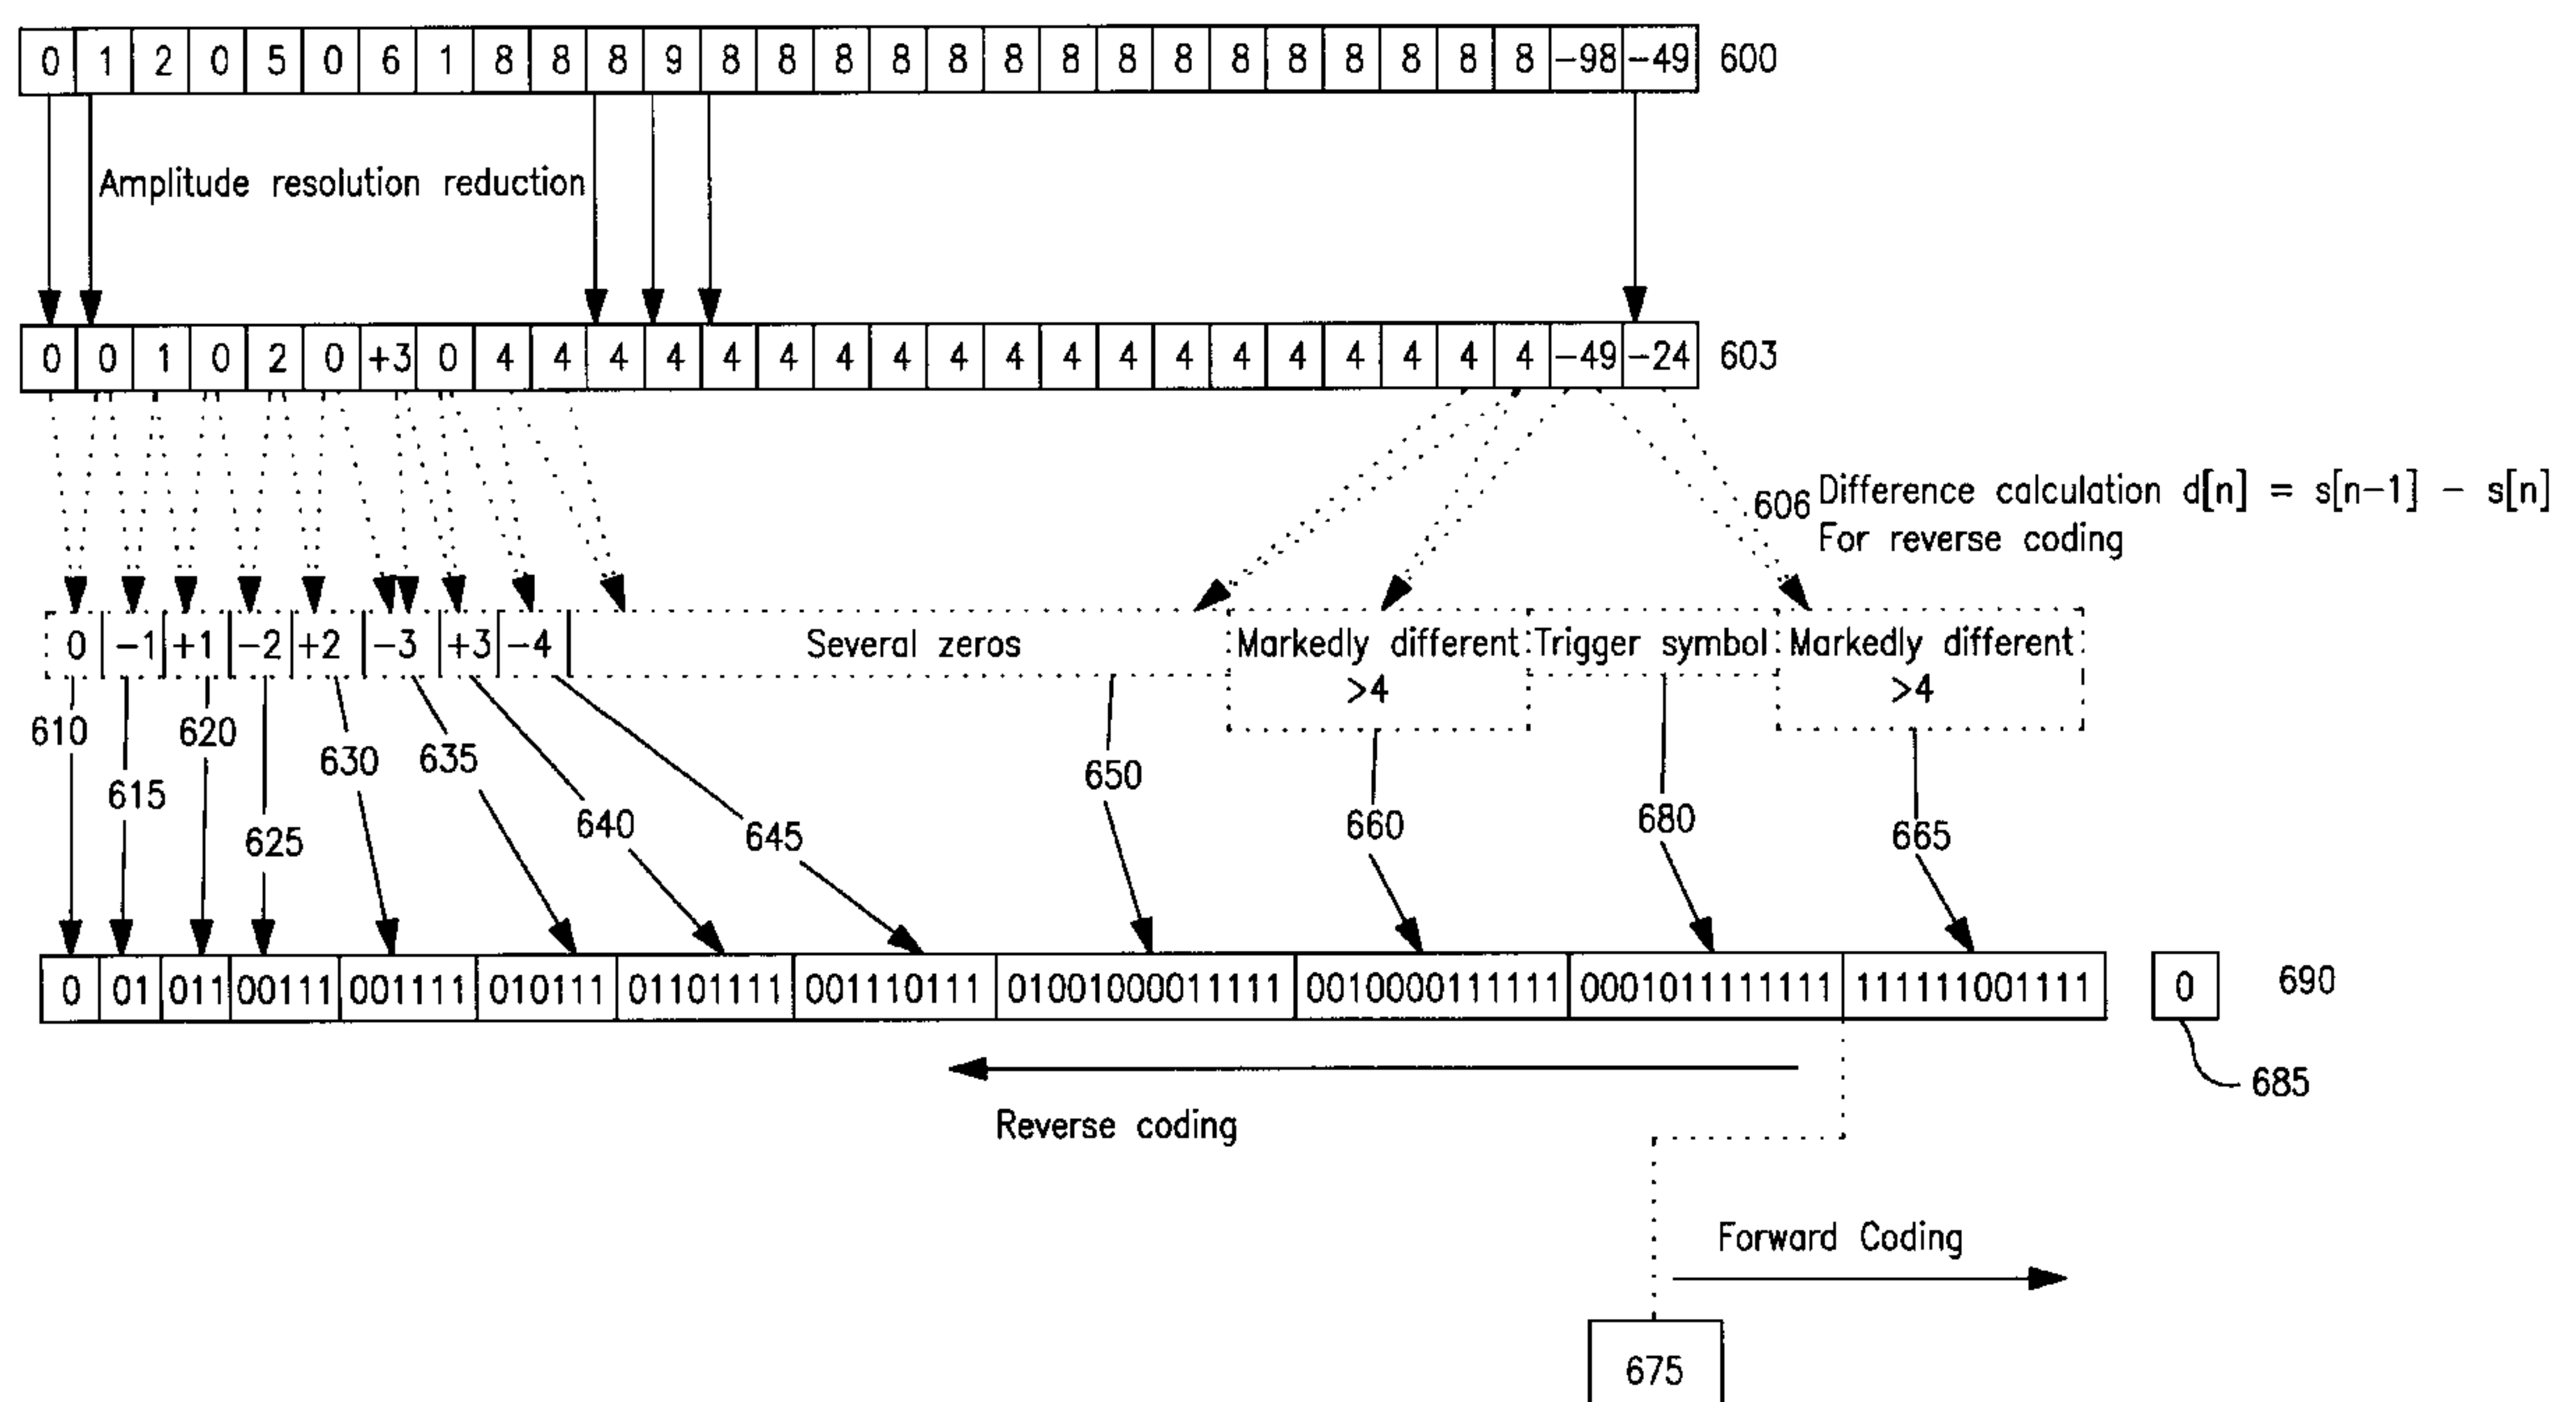 0 1 2 0 5 0 6 1 8 8 8 9 8 8 8 8 8 8 8 8 8 8 8 8 8 8 8 -98 -49 600
Amplitude resolution reduction
0 0 1 0 2 0 +3 0 4 4 4 4 4 4 4 4 4 4 4 4 4 4 4 4 4 4 4 -49 -24 603
606 Difference calculation d[n] = s[n-1] - s[n]
For reverse coding
0 -1 +1 -2 +2 -3 +3 -4 Several zeros Markedly different Trigger symbol Markedly different
>4 >4
610 620 630 635 650
615 625 640 645 660 680 665
0 01 011 00111 001111 010111 01101111 001110111 01001000011111 0010000111111 0001011111111 111111001111 0 690
685
Reverse coding
Forward Coding
675